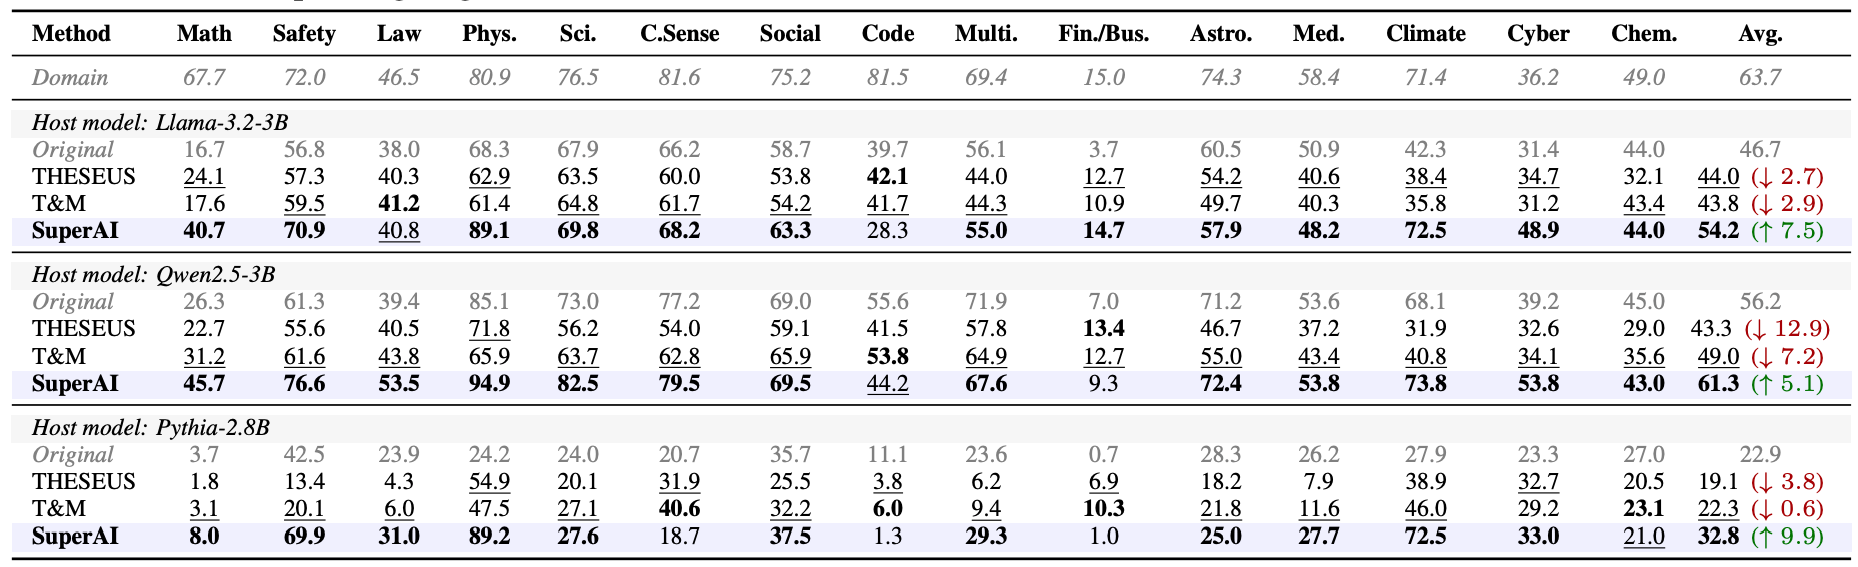 Method Math Safety Law Phys. Sci. C.Sense Social Code Multi. Fin./Bus. Astro. Med. Climate Cyber Chem. Avg.
Domain 67.7 72.0 46.5 80.9 76.5 81.6 75.2 81.5 69.4 15.0 74.3 58.4 71.4 36.2 49.0 63.7
Host model: Llama-3.2-3B
Original 16.7 56.8 38.0 68.3 67.9 66.2 58.7 39.7 56.1 3.7 60.5 50.9 42.3 31.4 44.0 46.7
THESEUS 24.1 57.3 40.3 62.9 63.5 60.0 53.8 42.1 44.0 12.7 54.2 40.6 38.4 34.7 32.1 44.0 (↓ 2.7)
T&M 17.6 59.5 41.2 61.4 64.8 61.7 54.2 41.7 44.3 10.9 49.7 40.3 35.8 31.2 43.4 43.8 (↓ 2.9)
SuperAI 40.7 70.9 40.8 89.1 69.8 68.2 63.3 28.3 55.0 14.7 57.9 48.2 72.5 48.9 44.0 54.2 (↑ 7.5)
Host model: Qwen2.5-3B
Original 26.3 61.3 39.4 85.1 73.0 77.2 69.0 55.6 71.9 7.0 71.2 53.6 68.1 39.2 45.0 56.2
THESEUS 22.7 55.6 40.5 71.8 56.2 54.0 59.1 41.5 57.8 13.4 46.7 37.2 31.9 32.6 29.0 43.3 (↓ 12.9)
T&M 31.2 61.6 43.8 65.9 63.7 62.8 65.9 53.8 64.9 12.7 55.0 43.4 40.8 34.1 35.6 49.0 (↓ 7.2)
SuperAI 45.7 76.6 53.5 94.9 82.5 79.5 69.5 44.2 67.6 9.3 72.4 53.8 73.8 53.8 43.0 61.3 (↑ 5.1)
Host model: Pythia-2.8B
Original 3.7 42.5 23.9 24.2 24.0 20.7 35.7 11.1 23.6 0.7 28.3 26.2 27.9 23.3 27.0 22.9
THESEUS 1.8 13.4 4.3 54.9 20.1 31.9 25.5 3.8 6.2 6.9 18.2 7.9 38.9 32.7 20.5 19.1 (↓ 3.8)
T&M 3.1 20.1 6.0 47.5 27.1 40.6 32.2 6.0 9.4 10.3 21.8 11.6 46.0 29.2 23.1 22.3 (↓ 0.6)
SuperAI 8.0 69.9 31.0 89.2 27.6 18.7 37.5 1.3 29.3 1.0 25.0 27.7 72.5 33.0 21.0 32.8 (↑ 9.9)